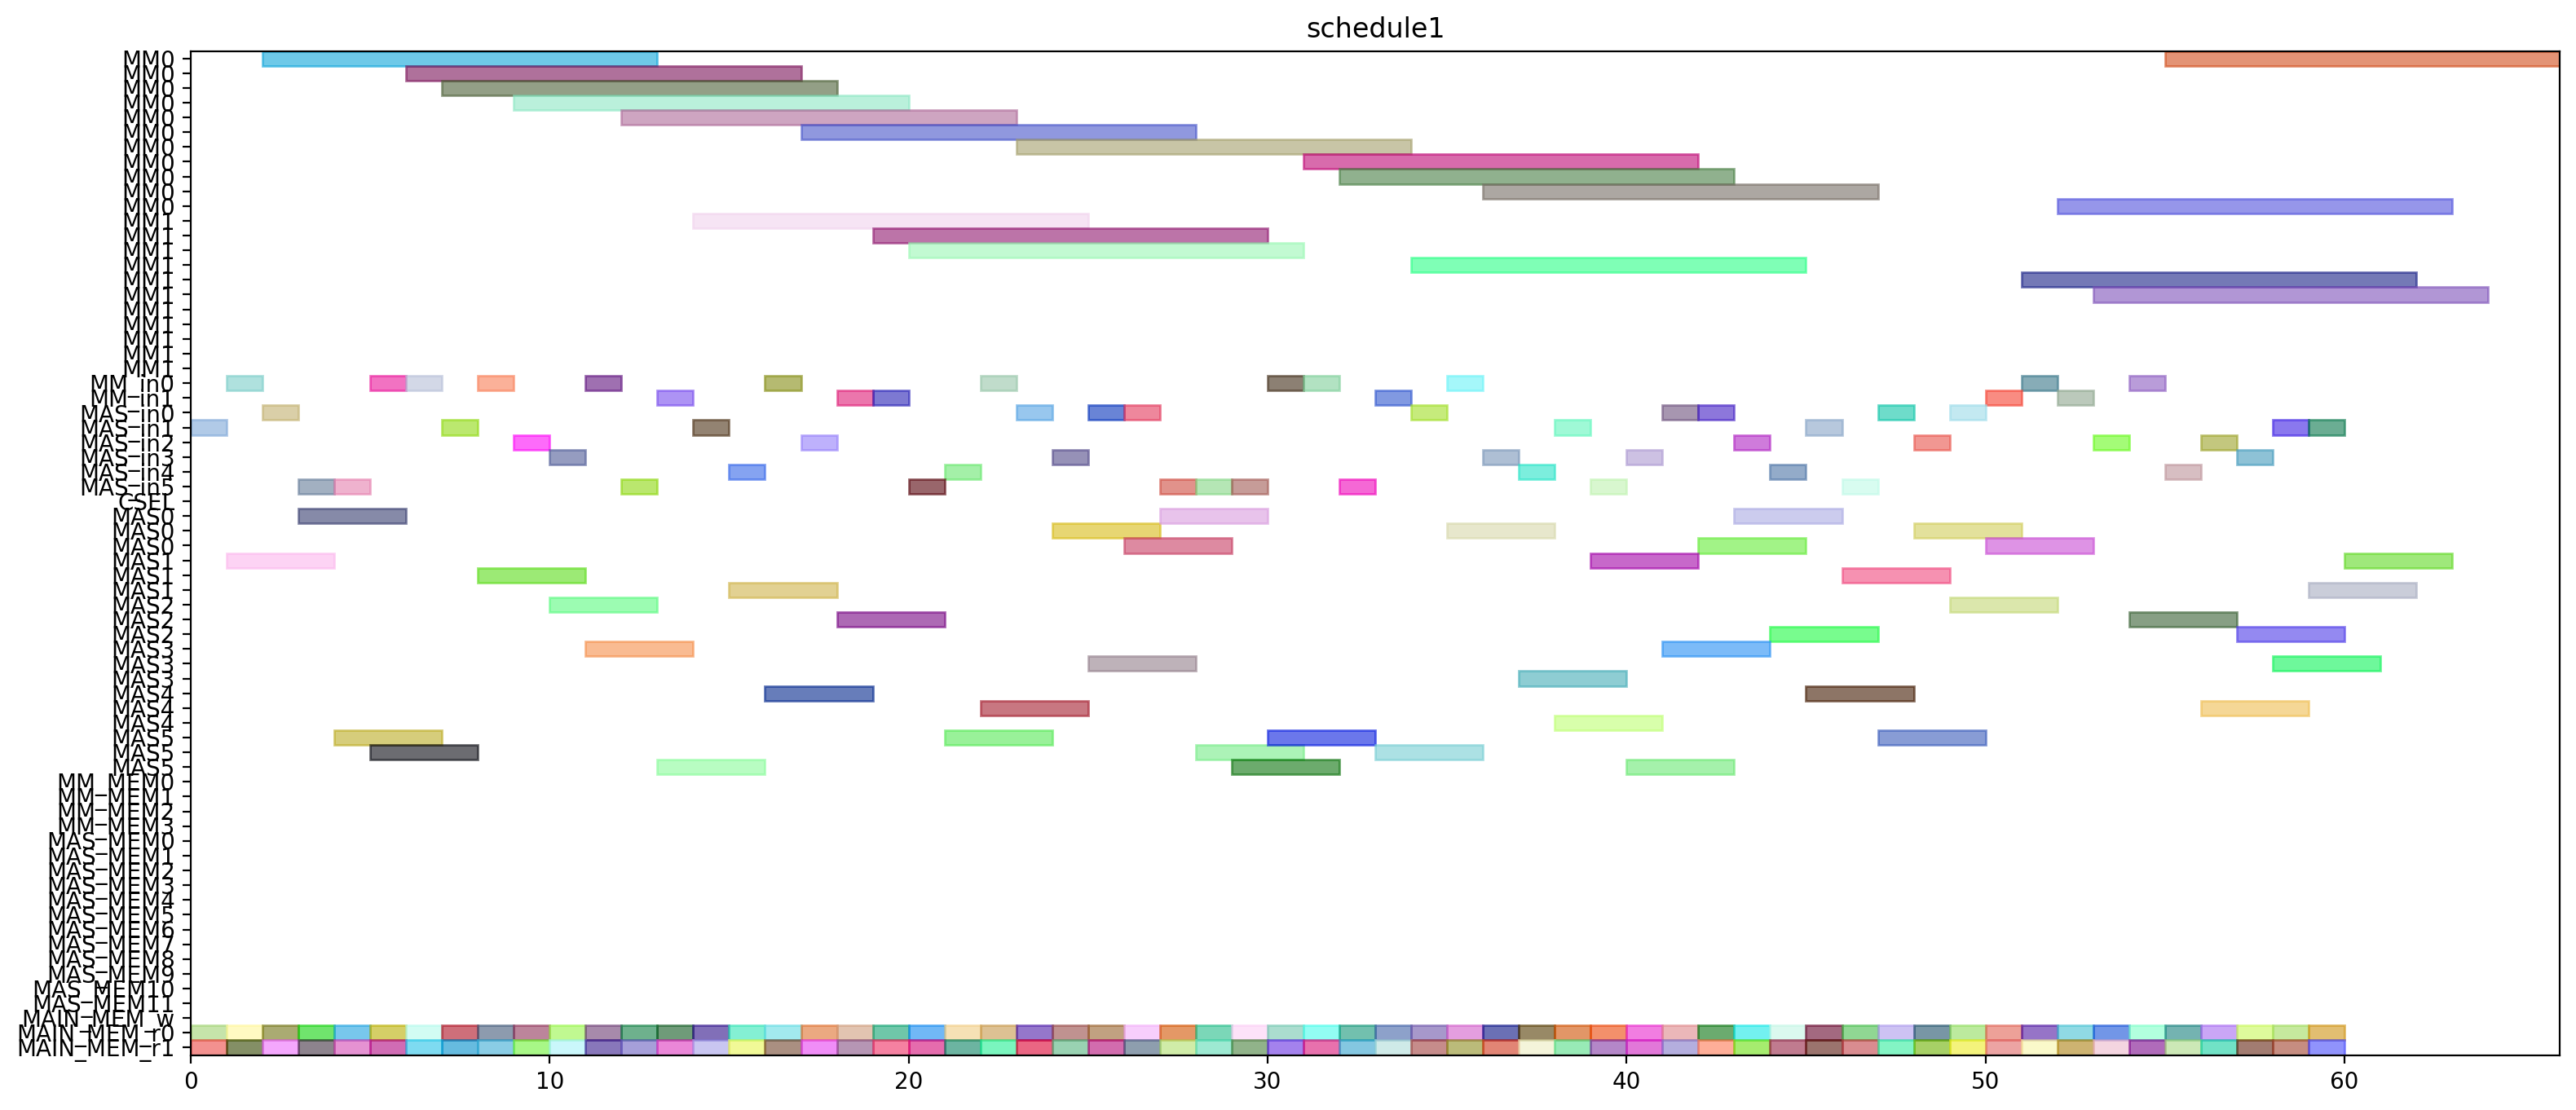 schedule1
MM0
MM0
MM0
MM0
MM0
MM0
MM0
MM0
MM0
MM0
MM0
MM1
MM1
MM1
MM1
MM1
MM1
MM1
MM1
MM1
MM1
MM1
MM_in0
MM_in1
MAS_in0
MAS_in1
MAS_in2
MAS_in3
MAS_in4
MAS_in5
CSEL
MAS0
MAS0
MAS0
MAS1
MAS1
MAS1
MAS2
MAS2
MAS2
MAS3
MAS3
MAS3
MAS4
MAS4
MAS4
MAS5
MAS5
MAS5
MM_MEM0
MM_MEM1
MM_MEM2
MM_MEM3
MAS_MEM0
MAS_MEM1
MAS_MEM2
MAS_MEM3
MAS_MEM4
MAS_MEM5
MAS_MEM6
MAS_MEM7
MAS_MEM8
MAS_MEM9
MAS_MEM10
MAS_MEM11
MAIN_MEM_w
MAIN_MEM_r0
MAIN_MEM_r1
0 10 20 30 40 50 60